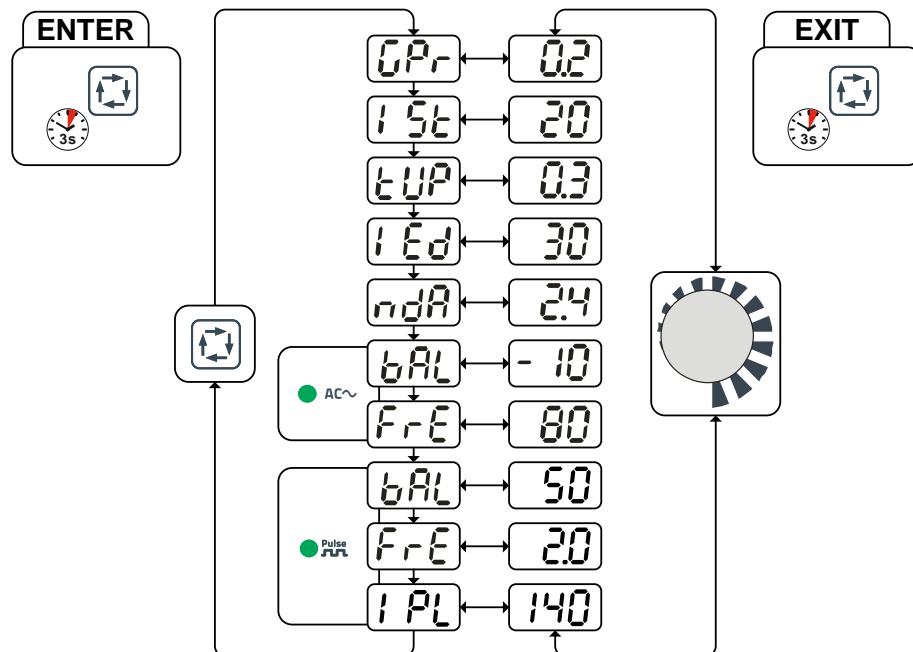 ENTER
EXIT
3s
3s
GPr 0.2
I St 20
tUP 0.3
I Ed 30
ndA 2.4
AC~
bAL - 10
FrE 80
Pulse
bAL 50
FrE 2.0
I PL 140